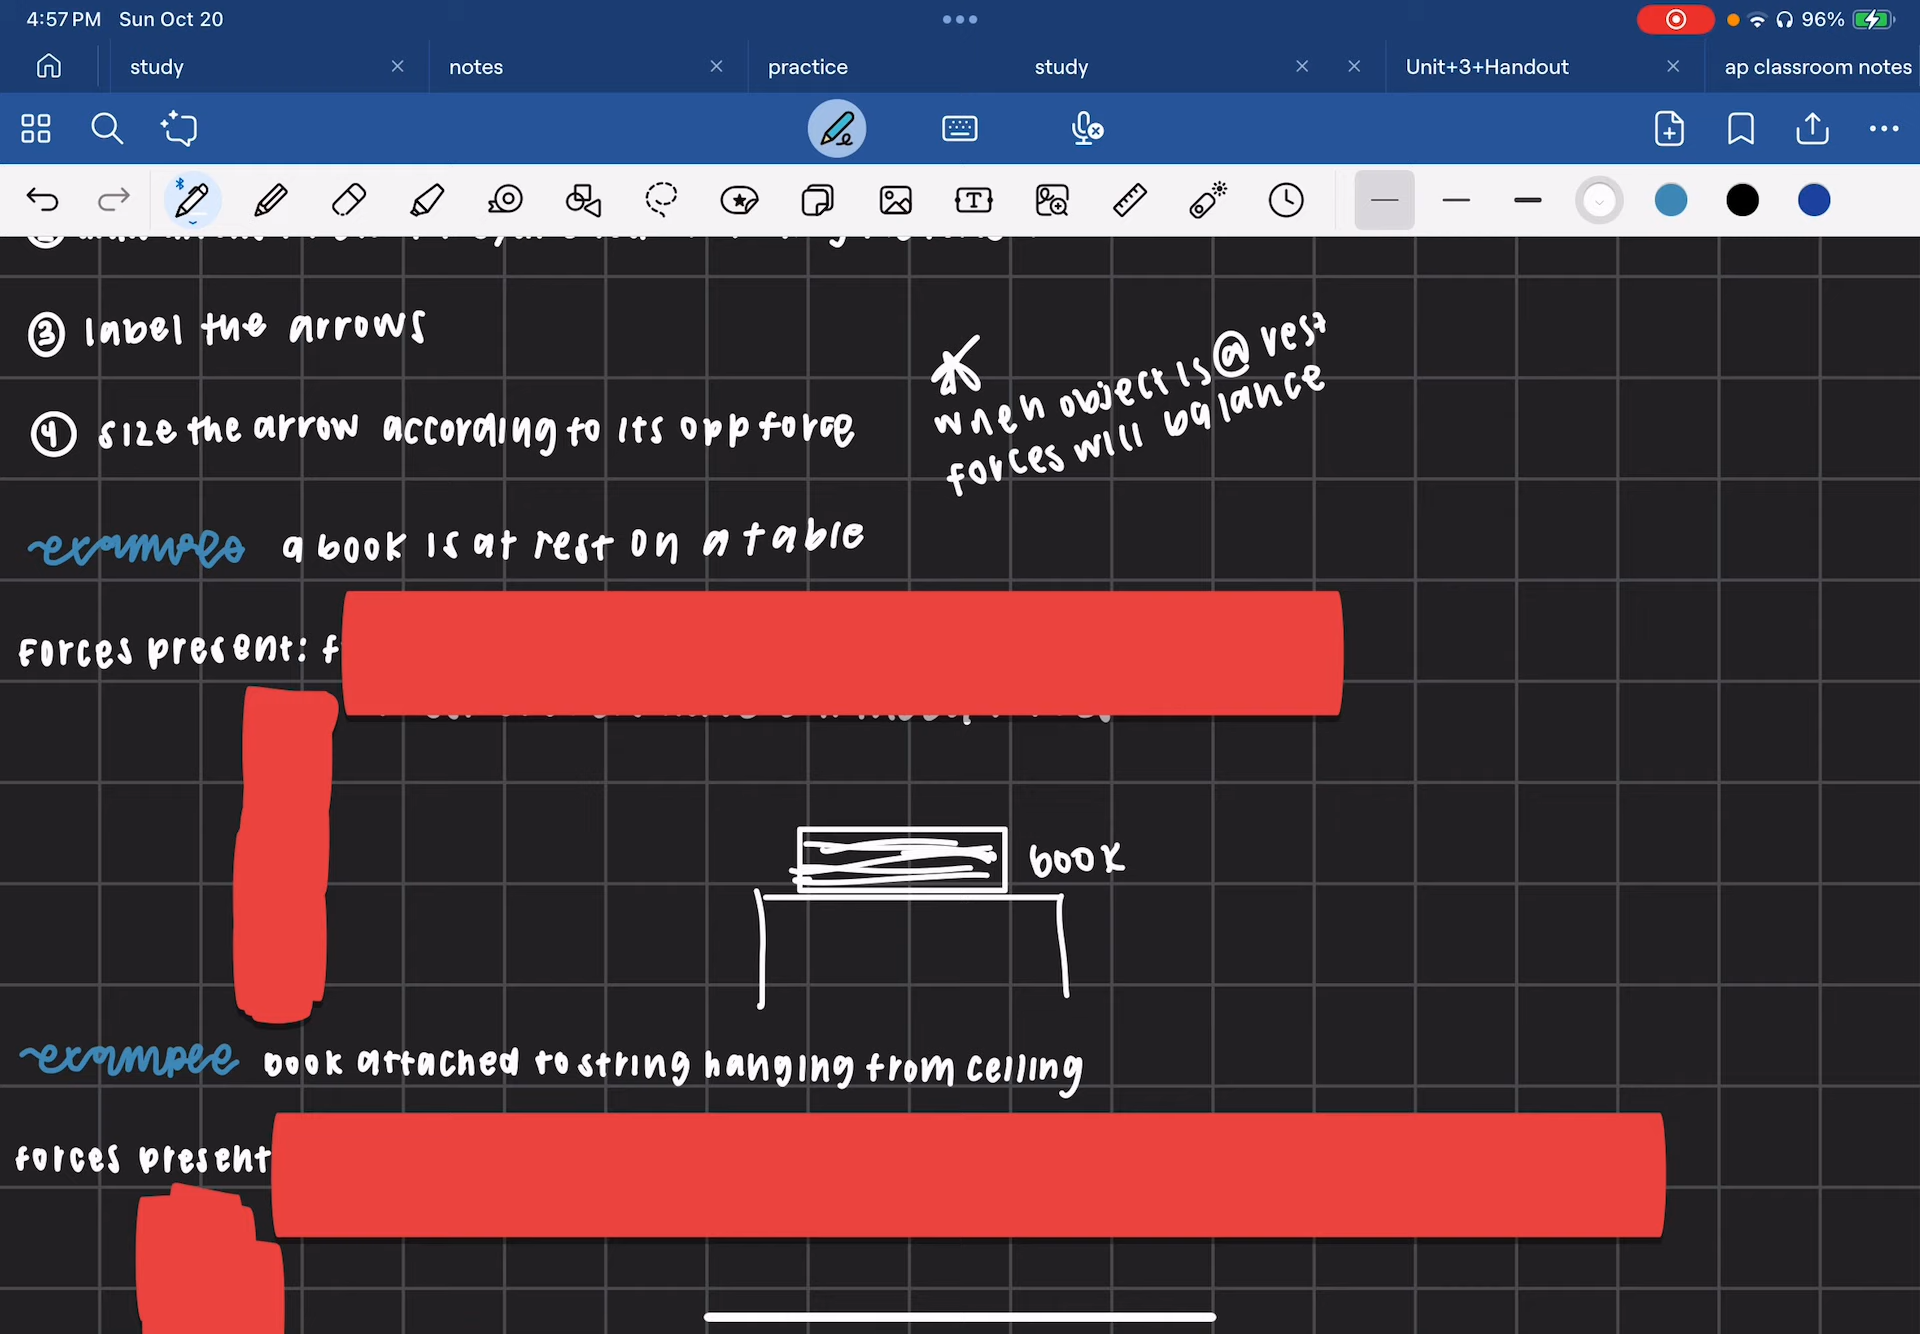 4:57 PM Sun Oct 20
96%
study
notes
practice
study
Unit+3+Handout
ap classroom notes
③ label the arrows
④ size the arrow according to its opp force
when object is @ rest
forces will balance
example a book is at rest on a table
Forces present: f
book
example book attached to string hanging from ceiling
forces present